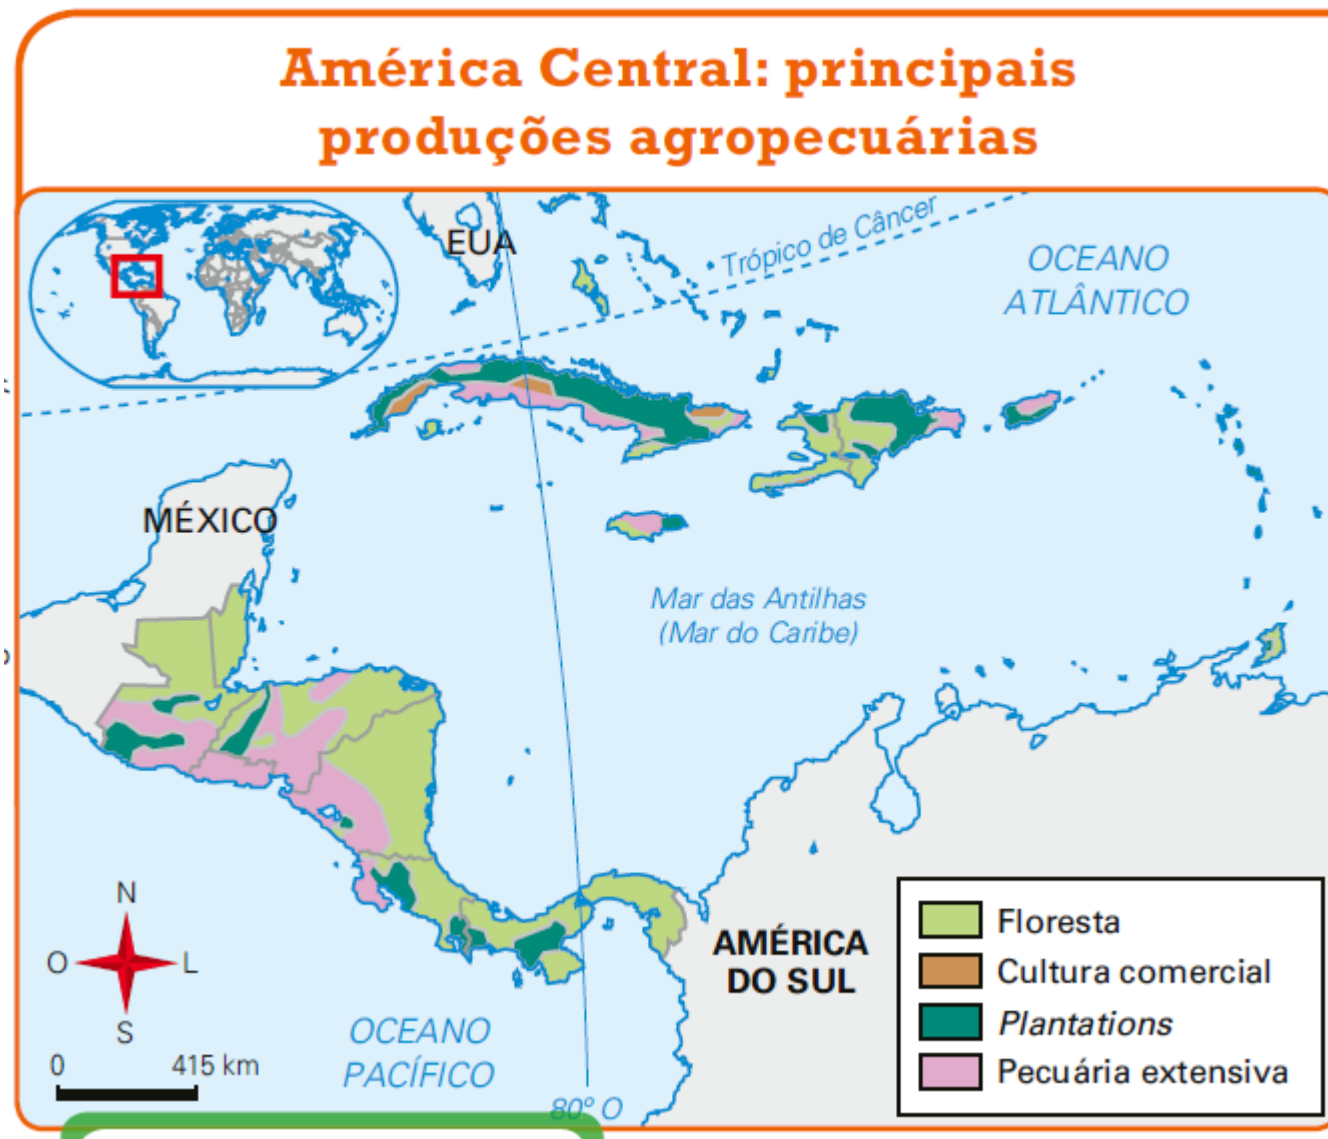 América Central: principais
produções agropecuárias
EUA
Trópico de Câncer
OCEANO
ATLÂNTICO
MÉXICO
Mar das Antilhas
(Mar do Caribe)
N
O
L
S
0
415 km
OCEANO
PACÍFICO
80° O
AMÉRICA
DO SUL
Floresta
Cultura comercial
Plantations
Pecuária extensiva